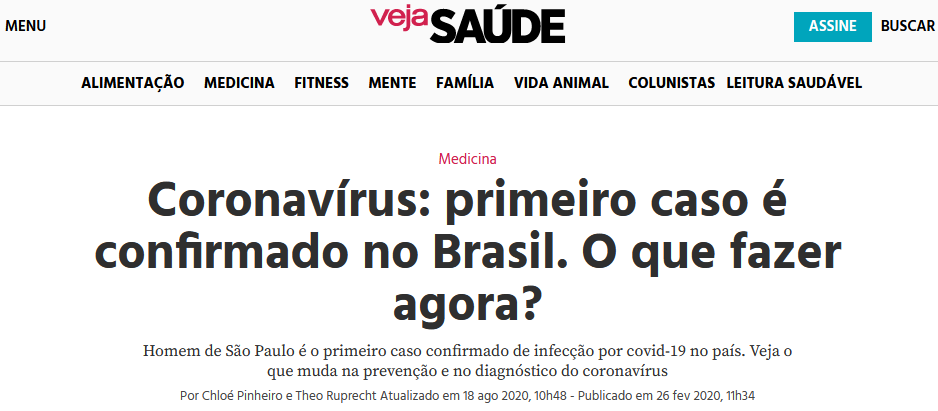 MENU
veja SAÚDE
ASSINE
BUSCAR
ALIMENTAÇÃO MEDICINA FITNESS MENTE FAMÍLIA VIDA ANIMAL COLUNISTAS LEITURA SAUDÁVEL
Medicina
Coronavírus: primeiro caso é
confirmado no Brasil. O que fazer
agora?
Homem de São Paulo é o primeiro caso confirmado de infecção por covid-19 no país. Veja o
que muda na prevenção e no diagnóstico do coronavírus
Por Chloé Pinheiro e Theo Ruprecht Atualizado em 18 ago 2020, 10h48 - Publicado em 26 fev 2020, 11h34